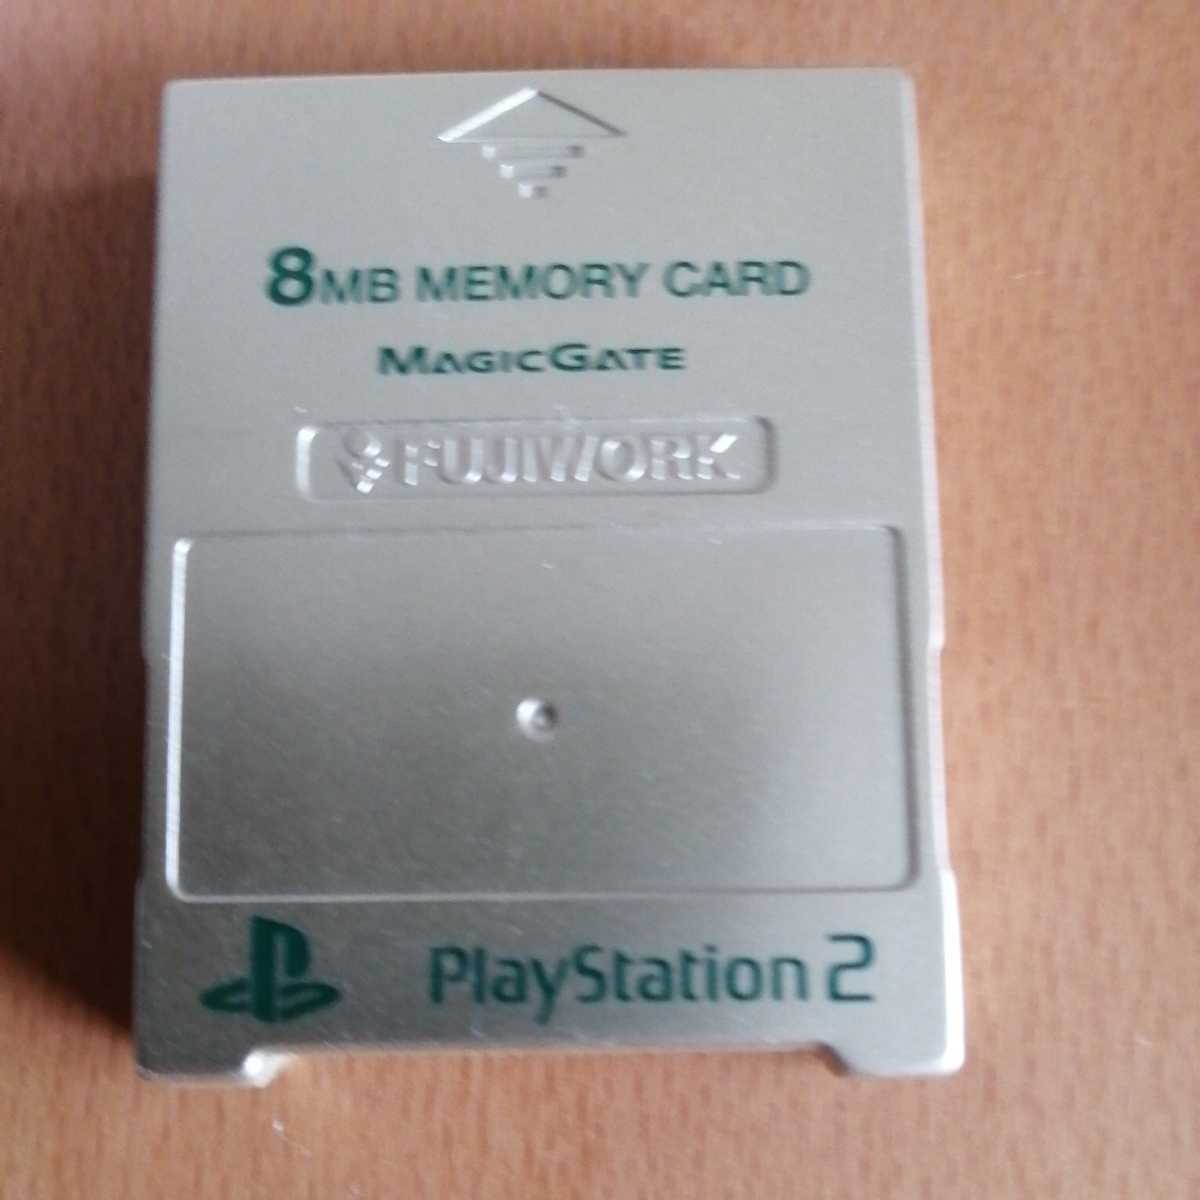 8MB MEMORY CARD
MAGICGATE
FUJIWORK
PlayStation 2